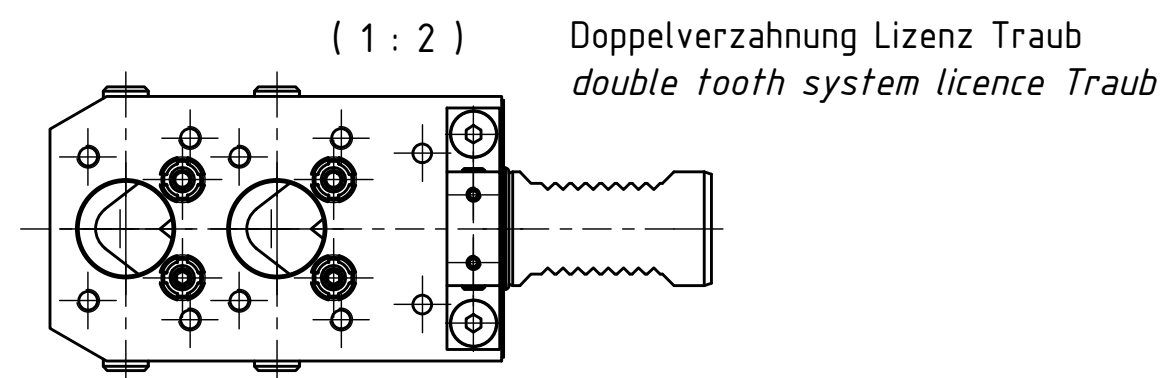 ( 1 : 2 )
Doppelverzahnung Lizenz Traub
double tooth system licence Traub